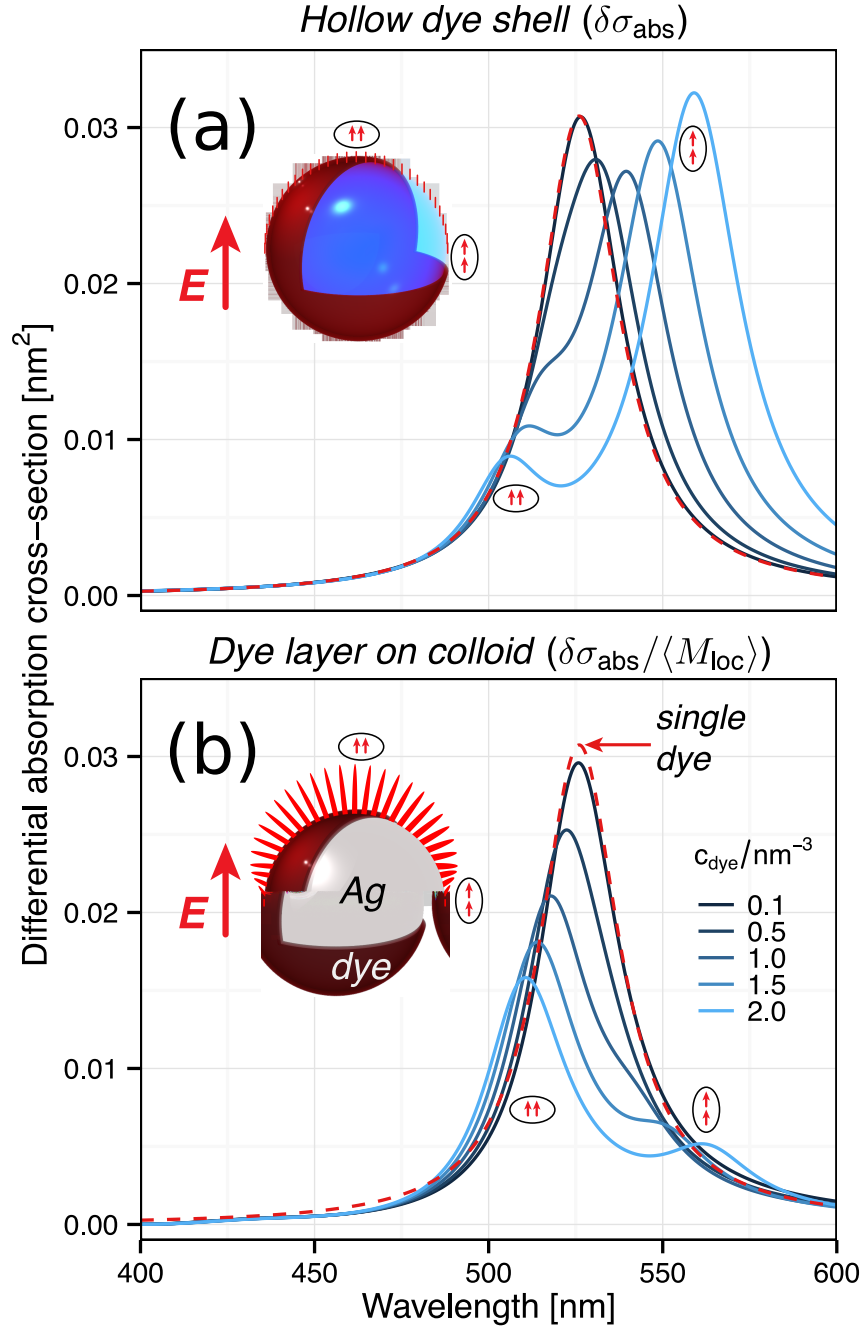 Hollow dye shell (δσabs)
Differential absorption cross−section [nm²]
(a)
E
0.03
0.02
0.01
0.00
Dye layer on colloid (δσabs/⟨Mloc⟩)
(b)
E
Ag
dye
single
dye
cdye/nm⁻³
0.1
0.5
1.0
1.5
2.0
0.03
0.02
0.01
0.00
400 450 500 550 600
Wavelength [nm]